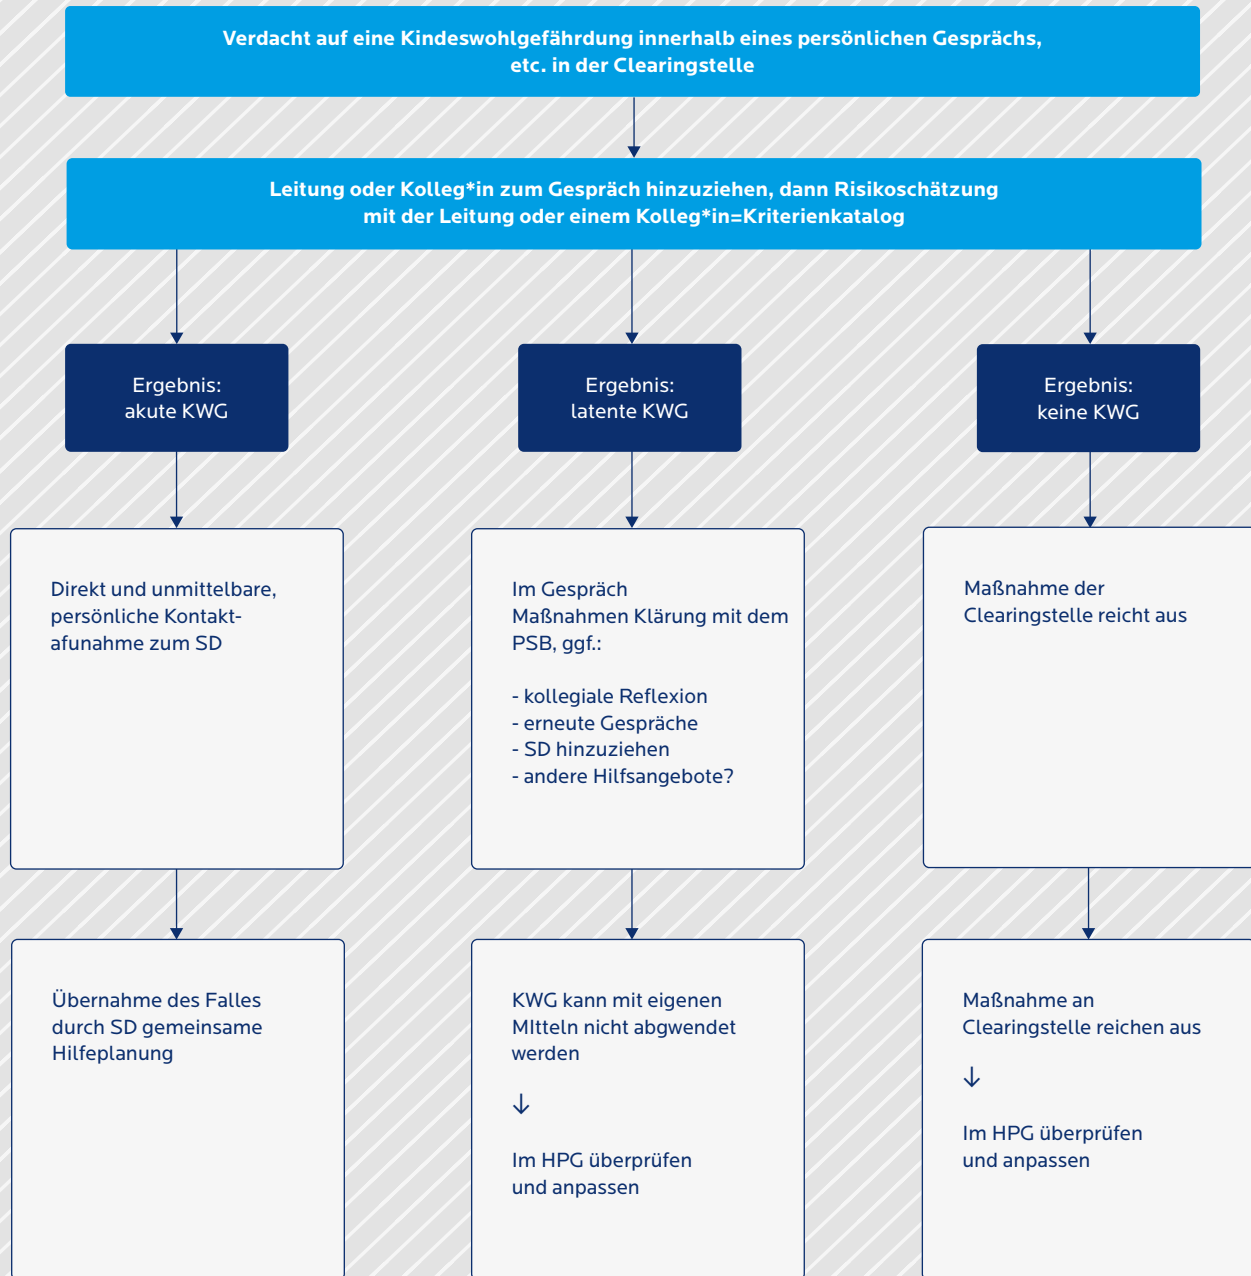 Verdacht auf eine Kindeswohlgefährdung innerhalb eines persönlichen Gesprächs,
etc. in der Clearingstelle
Leitung oder Kolleg*in zum Gespräch hinzuziehen, dann Risikoschätzung
mit der Leitung oder einem Kolleg*in=Kriterienkatalog
Ergebnis:
akute KWG
Ergebnis:
latente KWG
Ergebnis:
keine KWG
Direkt und unmittelbare,
persönliche Kontakt-
afunahme zum SD
Im Gespräch
Maßnahmen Klärung mit dem
PSB, ggf.:
- kollegiale Reflexion
- erneute Gespräche
- SD hinzuziehen
- andere Hilfsangebote?
Maßnahme der
Clearingstelle reicht aus
Übernahme des Falles
durch SD gemeinsame
Hilfeplanung
KWG kann mit eigenen
MItteln nicht abgwendet
werden
↓
Im HPG überprüfen
und anpassen
Maßnahme an
Clearingstelle reichen aus
↓
Im HPG überprüfen
und anpassen